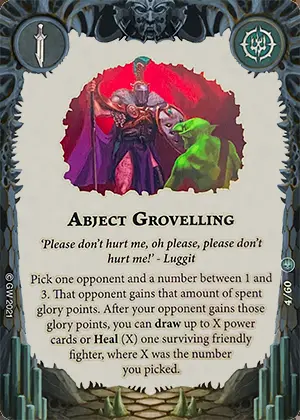 ABJECT GROVELLING
'Please don't hurt me, oh please, please don't
hurt me!' - Luggit
Pick one opponent and a number between 1 and
3. That opponent gains that amount of spent
glory points. After your opponent gains those
glory points, you can draw up to X power
cards or Heal (X) one surviving friendly
fighter, where X was the number
you picked.
© GW 2021
4/60